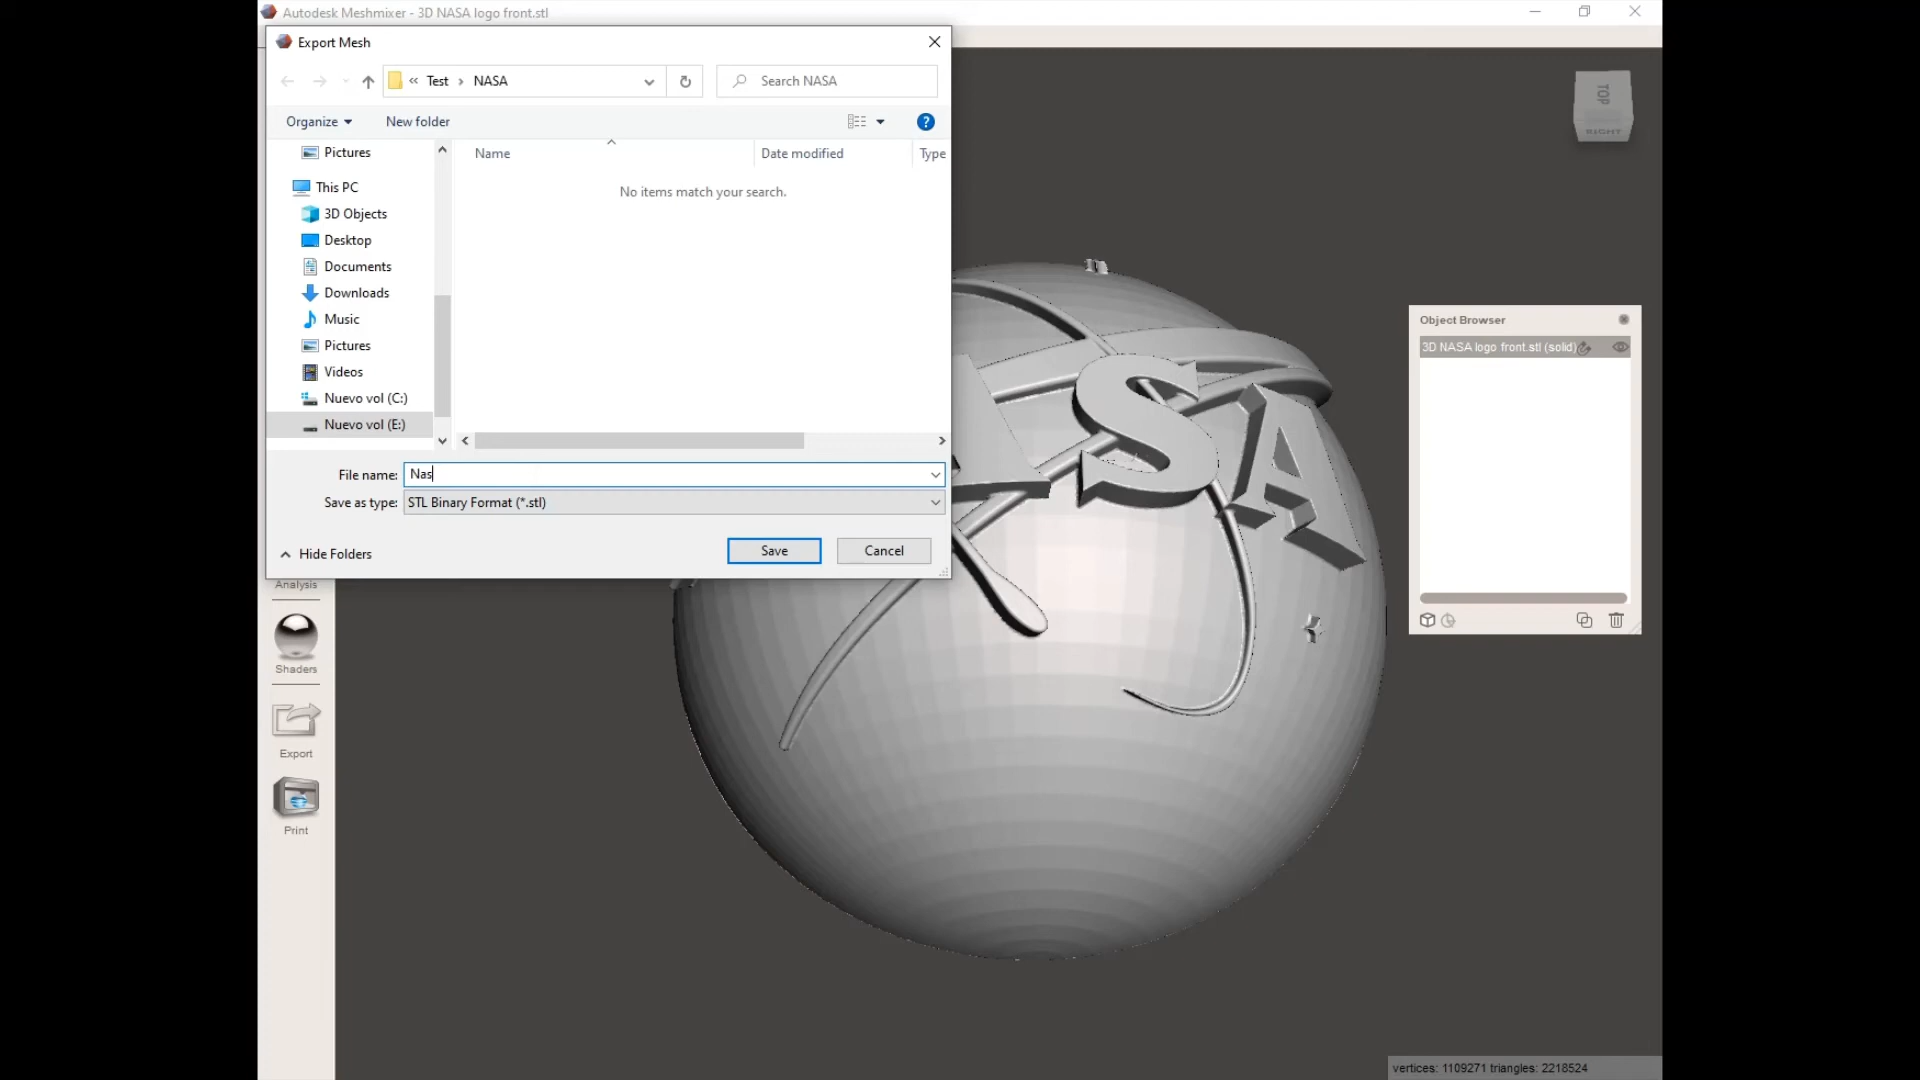 Autodesk Meshmixer - 3D NASA logo front.stl
Export Mesh
« Test › NASA
Search NASA
Organize
New folder
?
Name
Date modified
Type
No items match your search.
Pictures
This PC
3D Objects
Desktop
Documents
Downloads
Music
Pictures
Videos
Nuevo vol (C:)
Nuevo vol (E:)
File name: Nas
Save as type: STL Binary Format (*.stl)
Hide Folders
Save
Cancel
TOP
RIGHT
SA
Object Browser
3D NASA logo front.stl (solid)
Analysis
Shaders
Export
Print
vertices: 1109271 triangles: 2218524